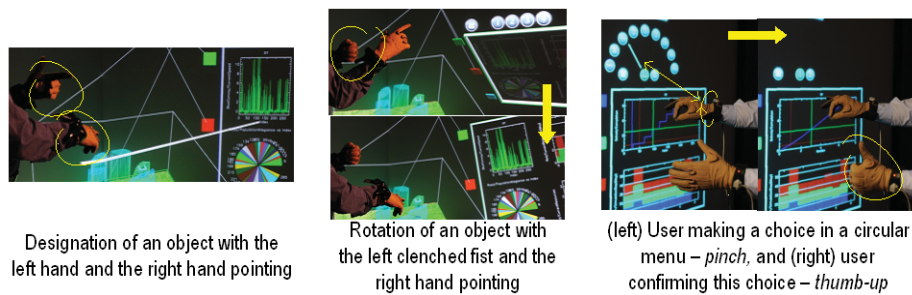 Designation of an object with the
left hand and the right hand pointing
Rotation of an object with
the left clenched fist and the
right hand pointing
(left) User making a choice in a circular
menu – pinch, and (right) user
confirming this choice – thumb-up